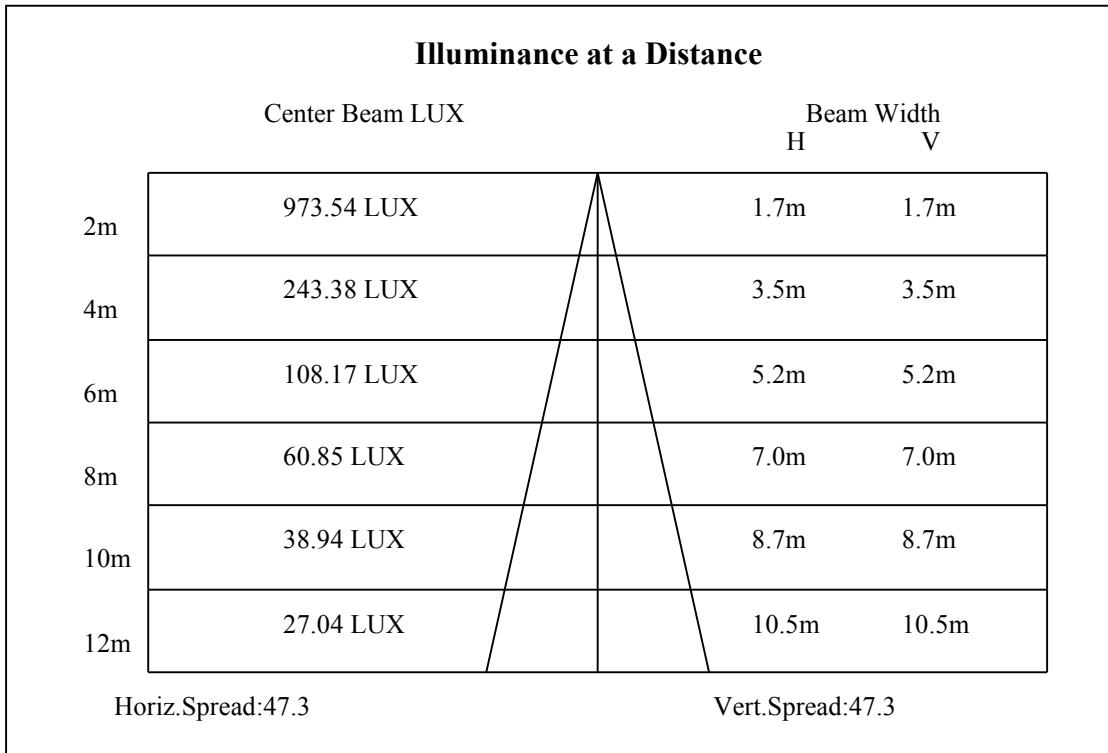 Illuminance at a Distance
Center Beam LUX Beam Width
H V
2m 973.54 LUX 1.7m 1.7m
4m 243.38 LUX 3.5m 3.5m
6m 108.17 LUX 5.2m 5.2m
8m 60.85 LUX 7.0m 7.0m
10m 38.94 LUX 8.7m 8.7m
12m 27.04 LUX 10.5m 10.5m
Horiz.Spread:47.3 Vert.Spread:47.3